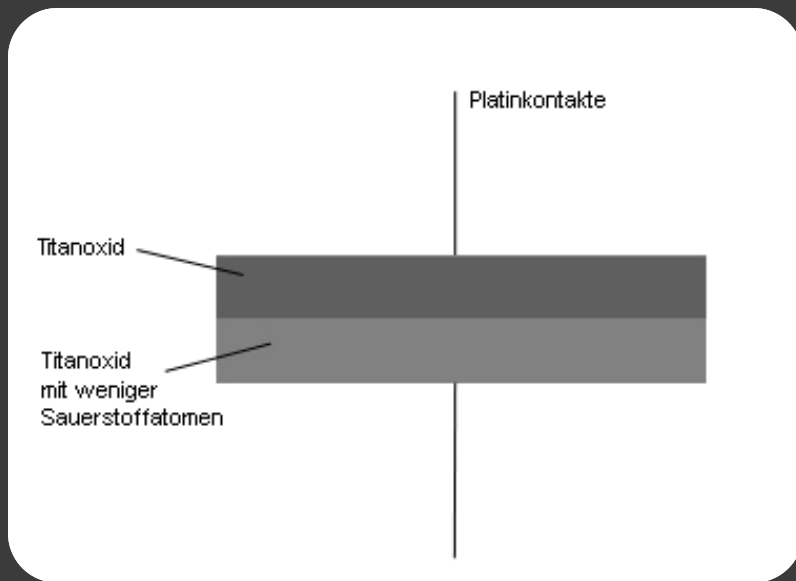 Platinkontakte
Titanoxid
Titanoxid
mit weniger
Sauerstoffatomen